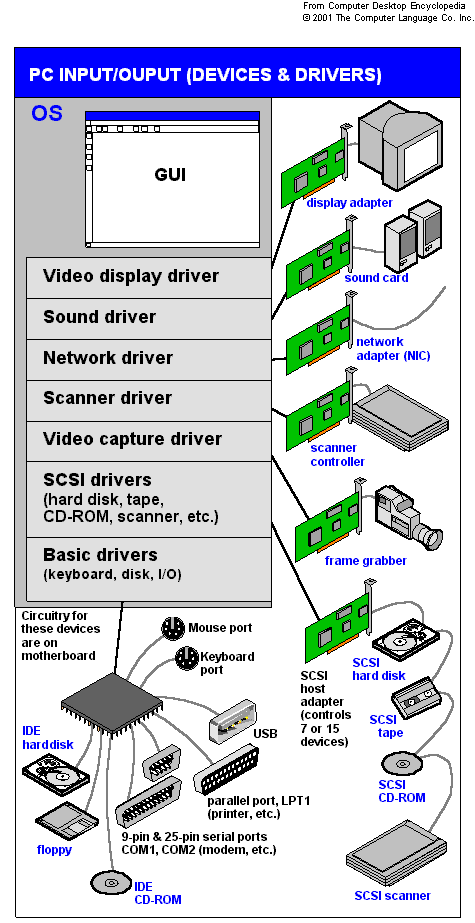 From Computer Desktop Encyclopedia
© 2001 The Computer Language Co. Inc.
PC INPUT/OUPUT (DEVICES & DRIVERS)
OS
GUI
display adapter
Video display driver
sound card
Sound driver
network
adapter (NIC)
Network driver
Scanner driver
scanner
controller
Video capture driver
SCSI drivers
(hard disk, tape,
CD-ROM, scanner, etc.)
frame grabber
Basic drivers
(keyboard, disk, I/O)
Circuitry for
these devices
are on
motherboard
Mouse port
Keyboard
port
SCSI
host
adapter
(controls
7 or 15
devices)
SCSI
hard disk
SCSI
tape
SCSI
CD-ROM
SCSI scanner
USB
IDE
hard disk
parallel port, LPT1
(printer, etc.)
9-pin & 25-pin serial ports
COM1, COM2 (modem, etc.)
floppy
IDE
CD-ROM